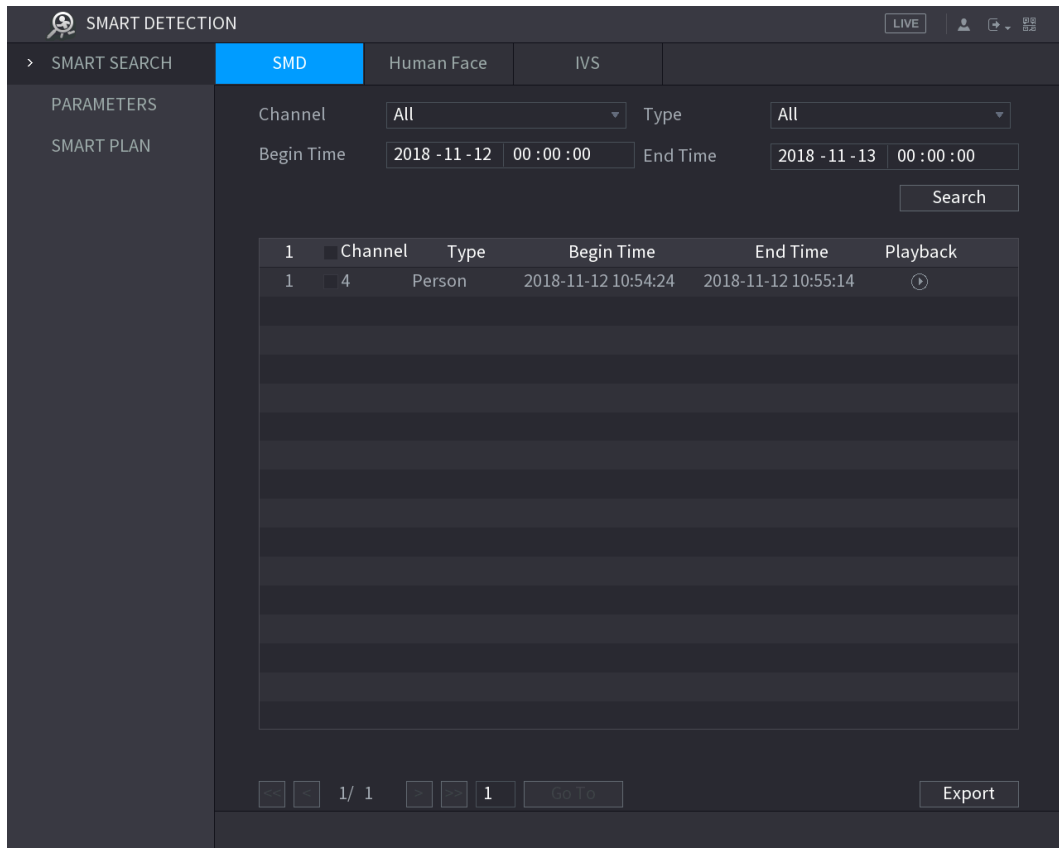 SMART DETECTION LIVE
> SMART SEARCH SMD Human Face IVS
PARAMETERS
SMART PLAN
Channel All Type All
Begin Time 2018 -11 -12 00 : 00 : 00 End Time 2018 -11 -13 00 : 00 : 00
Search
1 Channel Type Begin Time End Time Playback
1 4 Person 2018-11-12 10:54:24 2018-11-12 10:55:14
<< < 1/ 1 > >> 1 Go To Export